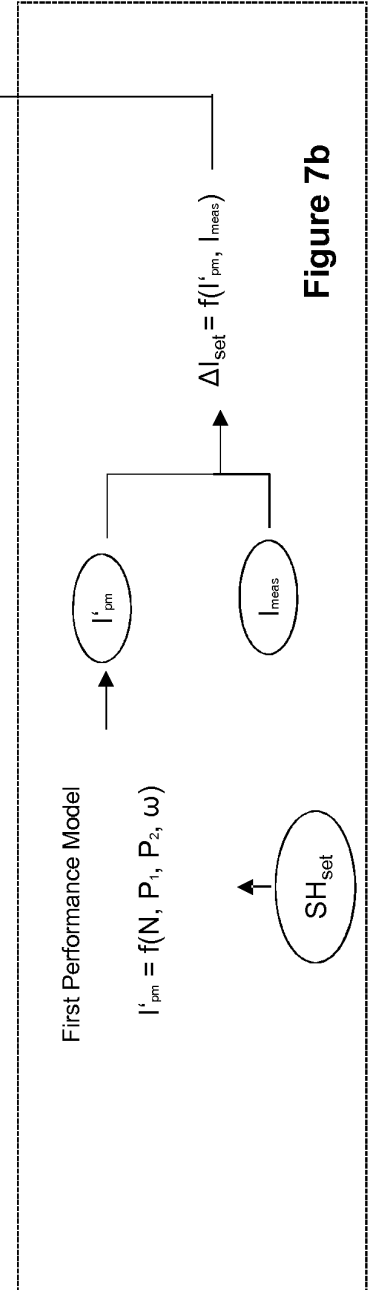 First Performance Model
I‘pm = f(N, P1, P2, ω)
SHset
I‘pm
Imeas
ΔIset = f(I‘pm, Imeas)
Figure 7b